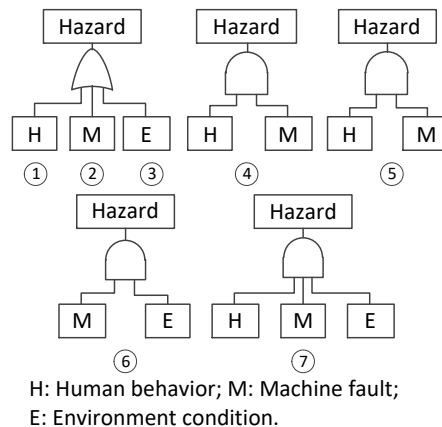 Hazard Hazard Hazard
H M E H M H M
① ② ③ ④ ⑤
Hazard Hazard
M E H M E
⑥ ⑦
H: Human behavior; M: Machine fault;
E: Environment condition.